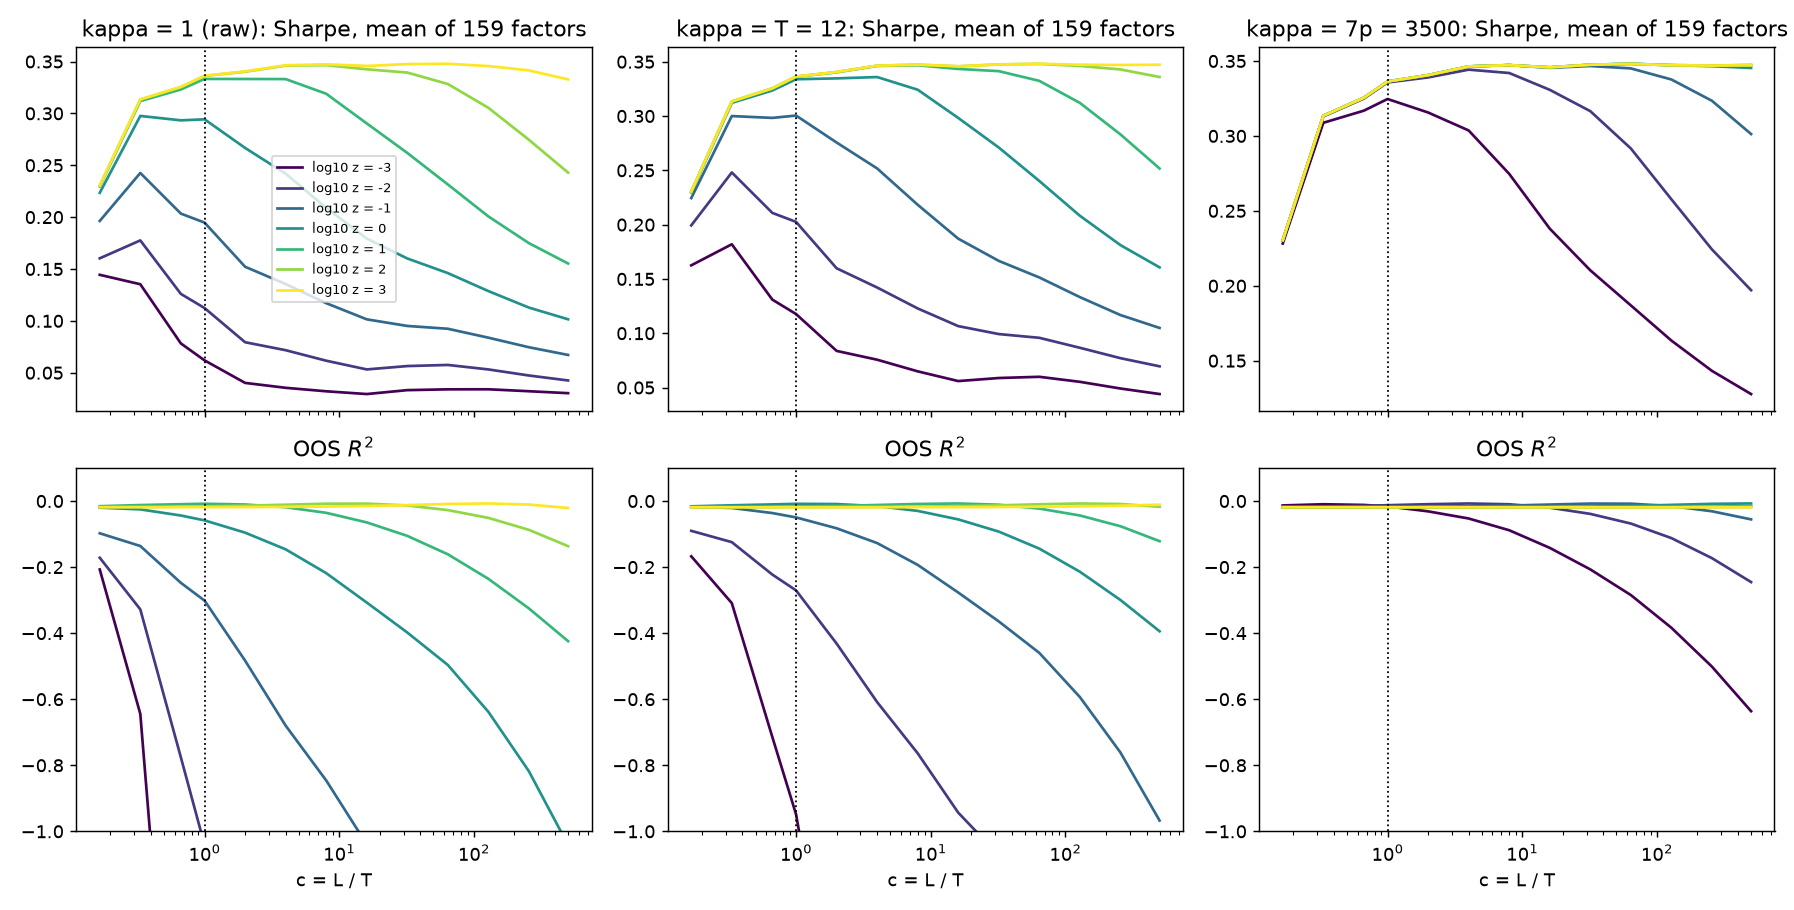 kappa = 1 (raw): Sharpe, mean of 159 factors
kappa = T = 12: Sharpe, mean of 159 factors
kappa = 7p = 3500: Sharpe, mean of 159 factors
0.35
0.30
0.25
0.20
0.15
0.10
0.05
log10 z = -3
log10 z = -2
log10 z = -1
log10 z = 0
log10 z = 1
log10 z = 2
log10 z = 3
0.35
0.30
0.25
0.20
0.15
0.10
0.05
0.35
0.30
0.25
0.20
0.15
OOS R²
OOS R²
OOS R²
0.0
−0.2
−0.4
−0.6
−0.8
−1.0
0.0
−0.2
−0.4
−0.6
−0.8
−1.0
0.0
−0.2
−0.4
−0.6
−0.8
−1.0
10⁰ 10¹ 10²
10⁰ 10¹ 10²
10⁰ 10¹ 10²
c = L / T
c = L / T
c = L / T